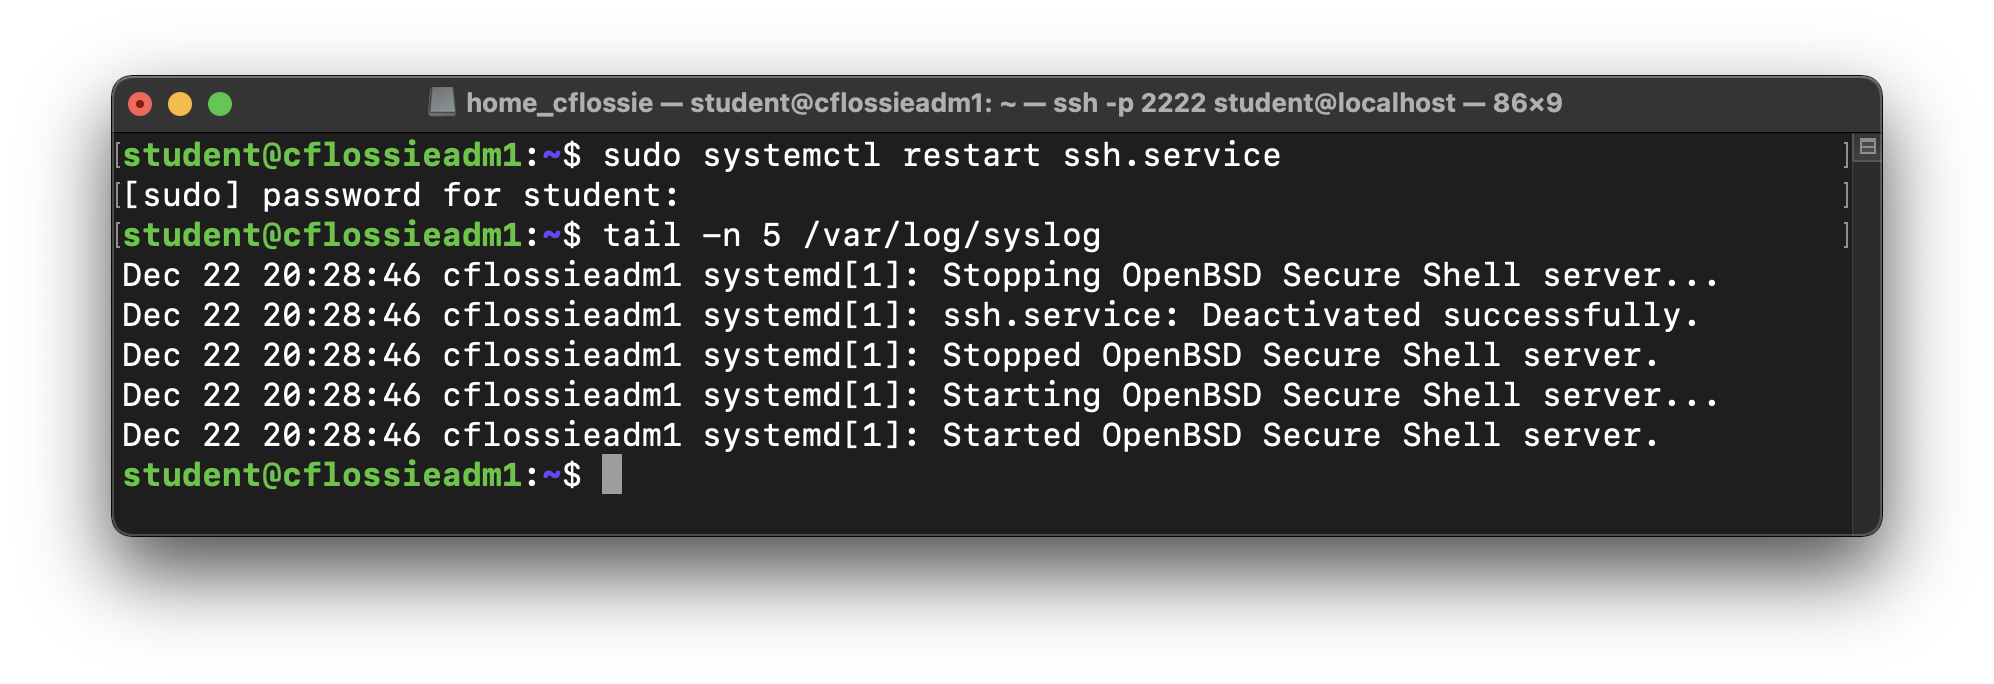 home_cflossie — student@cflossieadm1: ~ — ssh -p 2222 student@localhost — 86×9
[student@cflossieadm1:~$ sudo systemctl restart ssh.service ]
[[sudo] password for student: ]
[student@cflossieadm1:~$ tail -n 5 /var/log/syslog ]
Dec 22 20:28:46 cflossieadm1 systemd[1]: Stopping OpenBSD Secure Shell server...
Dec 22 20:28:46 cflossieadm1 systemd[1]: ssh.service: Deactivated successfully.
Dec 22 20:28:46 cflossieadm1 systemd[1]: Stopped OpenBSD Secure Shell server.
Dec 22 20:28:46 cflossieadm1 systemd[1]: Starting OpenBSD Secure Shell server...
Dec 22 20:28:46 cflossieadm1 systemd[1]: Started OpenBSD Secure Shell server.
student@cflossieadm1:~$